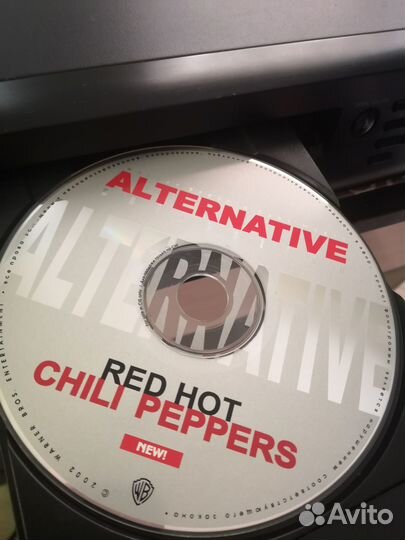 ALTERNATIVE
ALTERNATIVE
RED HOT
CHILI PEPPERS
NEW!
WB
© 2002 WARNER BROS. ENTERTAINMENT •
Avito